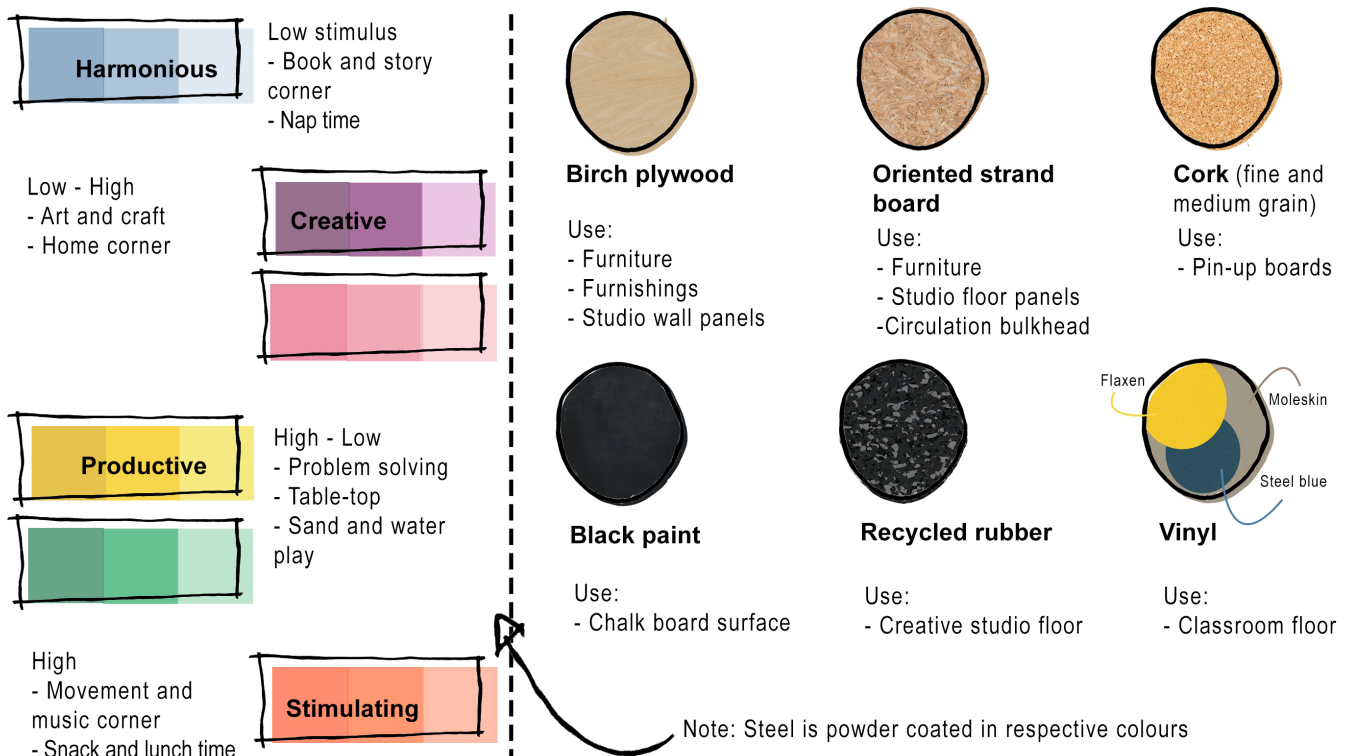 Harmonious
Low stimulus
- Book and story
corner
- Nap time
Low - High
- Art and craft
- Home corner
Creative
Productive
High - Low
- Problem solving
- Table-top
- Sand and water
play
High
- Movement and
music corner
- Snack and lunch time
Stimulating
Birch plywood
Use:
- Furniture
- Furnishings
- Studio wall panels
Oriented strand
board
Use:
- Furniture
- Studio floor panels
-Circulation bulkhead
Cork (fine and
medium grain)
Use:
- Pin-up boards
Black paint
Use:
- Chalk board surface
Recycled rubber
Use:
- Creative studio floor
Flaxen
Moleskin
Steel blue
Vinyl
Use:
- Classroom floor
Note: Steel is powder coated in respective colours